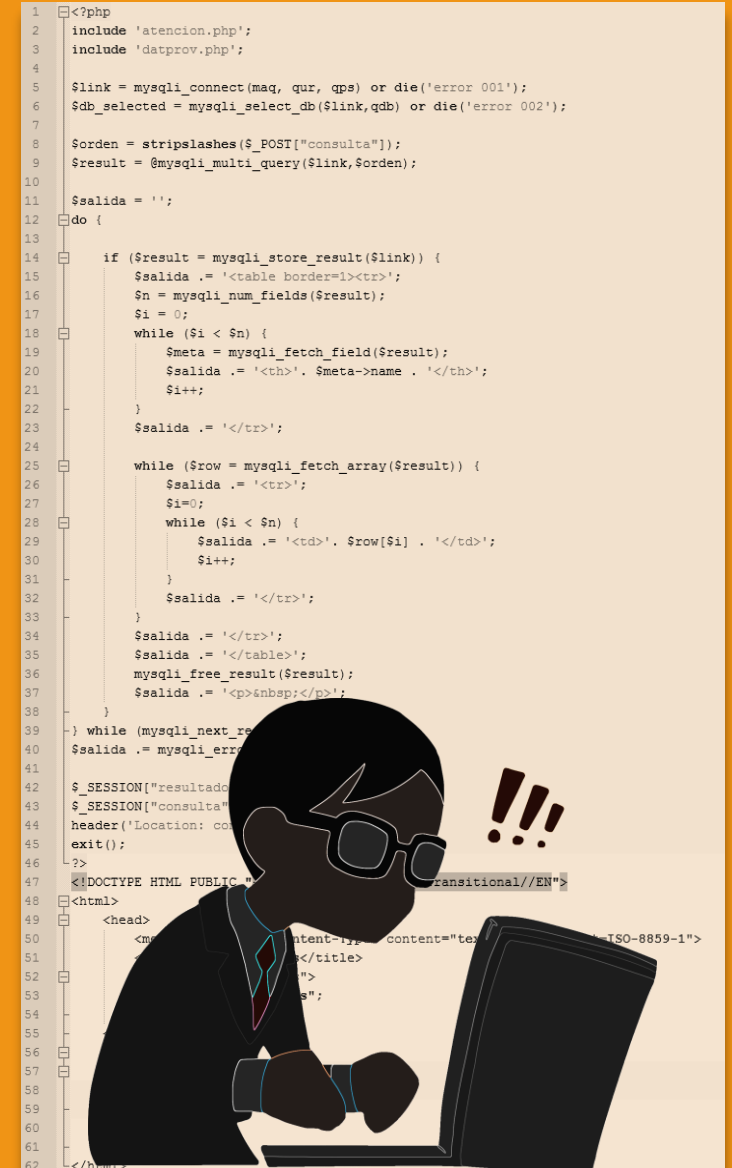 1 <?php
2 include 'atencion.php';
3 include 'datprov.php';
4
5 $link = mysqli_connect(maq, qur, qps) or die('error 001');
6 $db_selected = mysqli_select_db($link,qdb) or die('error 002');
7
8 $orden = stripslashes($_POST["consulta"]);
9 $result = @mysqli_multi_query($link,$orden);
10
11 $salida = '';
12 do {
13
14 if ($result = mysqli_store_result($link)) {
15 $salida .= '<table border=1><tr>';
16 $n = mysqli_num_fields($result);
17 $i = 0;
18 while ($i < $n) {
19 $meta = mysqli_fetch_field($result);
20 $salida .= '<th>'. $meta->name . '</th>';
21 $i++;
22 }
23 $salida .= '</tr>';
24
25 while ($row = mysqli_fetch_array($result)) {
26 $salida .= '<tr>';
27 $i=0;
28 while ($i < $n) {
29 $salida .= '<td>'. $row[$i] . '</td>';
30 $i++;
31 }
32 $salida .= '</tr>';
33 }
34 $salida .= '</tr>';
35 $salida .= '</table>';
36 mysqli_free_result($result);
37 $salida .= '<p>&nbsp;</p>';
38 }
39 } while (mysqli_next_re
40 $salida .= mysqli_erro
41
42 $_SESSION["resultado
43 $_SESSION["consulta"
44 header('Location: co
45 exit();
46 ?>
47 <!DOCTYPE HTML PUBLIC " ransitional//EN">
48 <html>
49 <head>
50 <m ntent-Typ content="tex =ISO-8859-1">
51 < s</title>
52 ">
53 s";
54
55 <
56
57
58
59
60
61
62 </html>
!!!